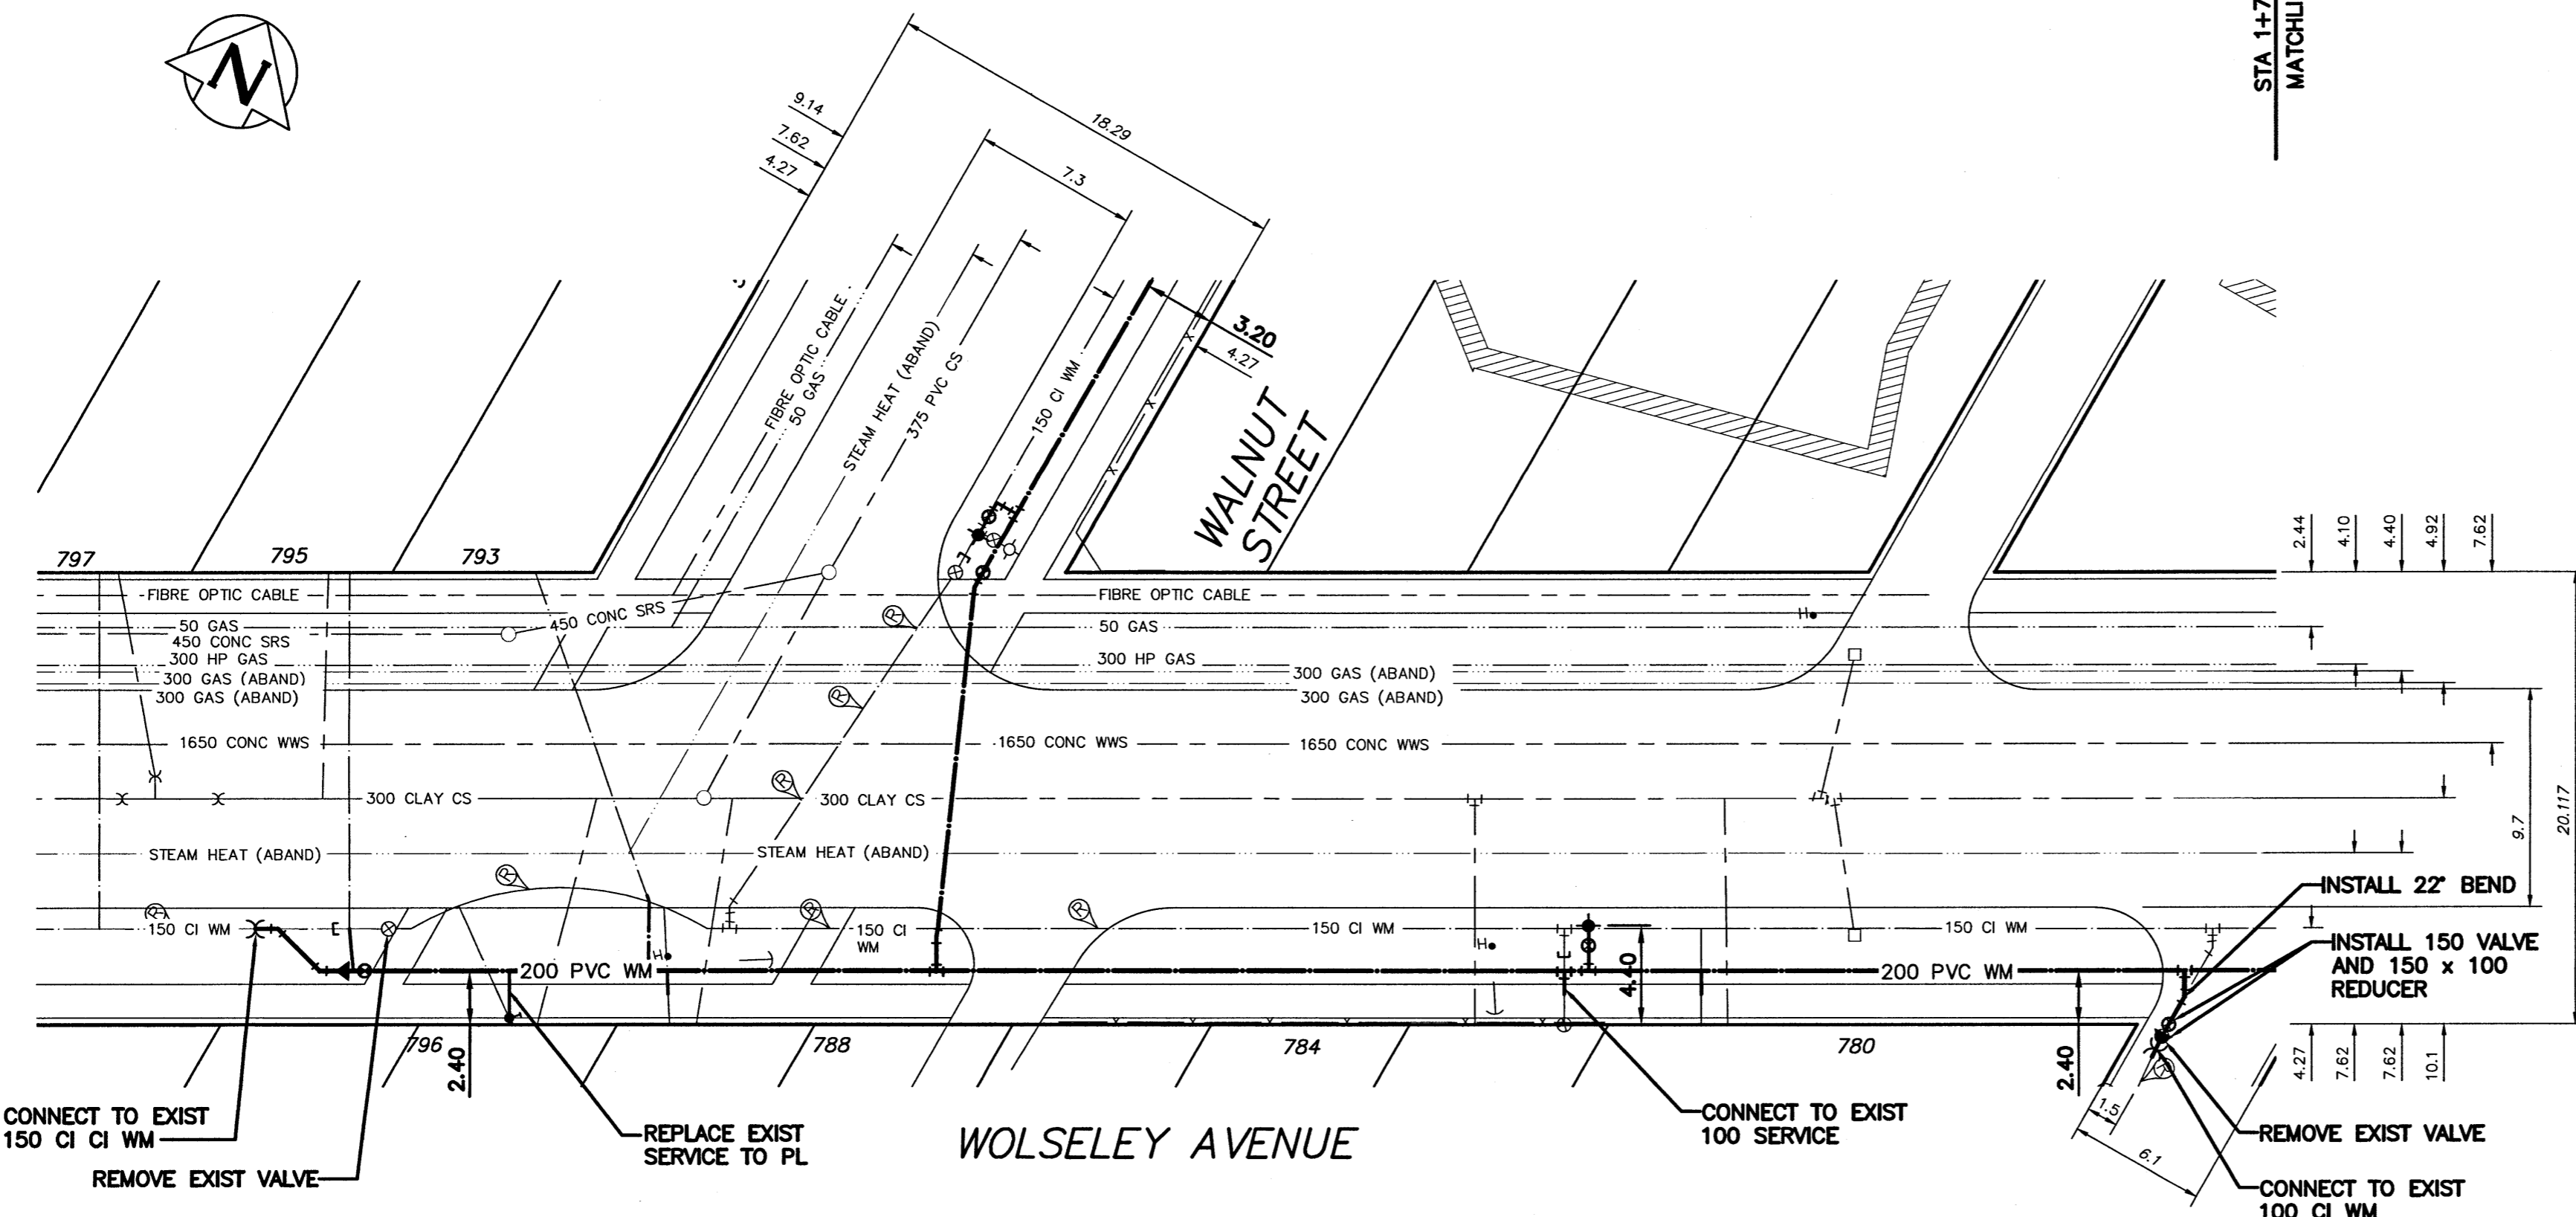 N
STA 1+7
MATCHLI
9.14
7.62
4.27
18.29
7.3
3.20
4.27
FIBRE OPTIC CABLE
50 GAS
STEAM HEAT (ABAND)
375 PVC CS
150 CI WM
WALNUT
STREET
2.44
4.10
4.40
4.92
7.62
797
795
793
FIBRE OPTIC CABLE
FIBRE OPTIC CABLE
450 CONC SRS
50 GAS
450 CONC SRS
300 HP GAS
300 GAS (ABAND)
300 GAS (ABAND)
R
50 GAS
300 HP GAS
300 GAS (ABAND)
300 GAS (ABAND)
H
R
1650 CONC WWS
1650 CONC WWS
1650 CONC WWS
R
300 CLAY CS
300 CLAY CS
9.7
20.117
STEAM HEAT (ABAND)
STEAM HEAT (ABAND)
R
R
R
R
150 CI WM
150 CI
WM
150 CI WM
150 CI WM
H
H
200 PVC WM
200 PVC WM
4.40
INSTALL 22° BEND
INSTALL 150 VALVE
AND 150 x 100
REDUCER
796
788
784
780
2.40
2.40
4.27
7.62
7.62
10.1
CONNECT TO EXIST
150 CI CI WM
REMOVE EXIST VALVE
REPLACE EXIST
SERVICE TO PL
WOLSELEY AVENUE
CONNECT TO EXIST
100 SERVICE
1.5
6.1
REMOVE EXIST VALVE
CONNECT TO EXIST
100 CI WM